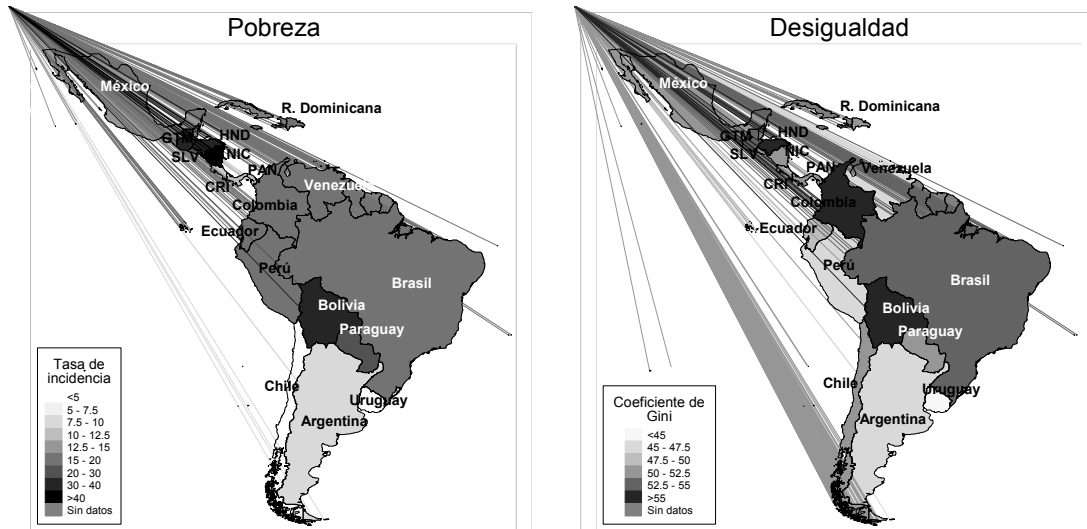 Pobreza
México
R. Dominicana
GTM
HND
SLV
NIC
CRI
PAN
Venezuela
Colombia
Ecuador
Perú
Brasil
Bolivia
Paraguay
Chile
Uruguay
Argentina
Tasa de
incidencia
<5
5 - 7.5
7.5 - 10
10 - 12.5
12.5 - 15
15 - 20
20 - 30
30 - 40
>40
Sin datos
Desigualdad
México
R. Dominicana
GTM
HND
SLV
NIC
CRI
PAN
Venezuela
Colombia
Ecuador
Perú
Brasil
Bolivia
Paraguay
Chile
Uruguay
Argentina
Coeficiente de
Gini
<45
45 - 47.5
47.5 - 50
50 - 52.5
52.5 - 55
>55
Sin datos